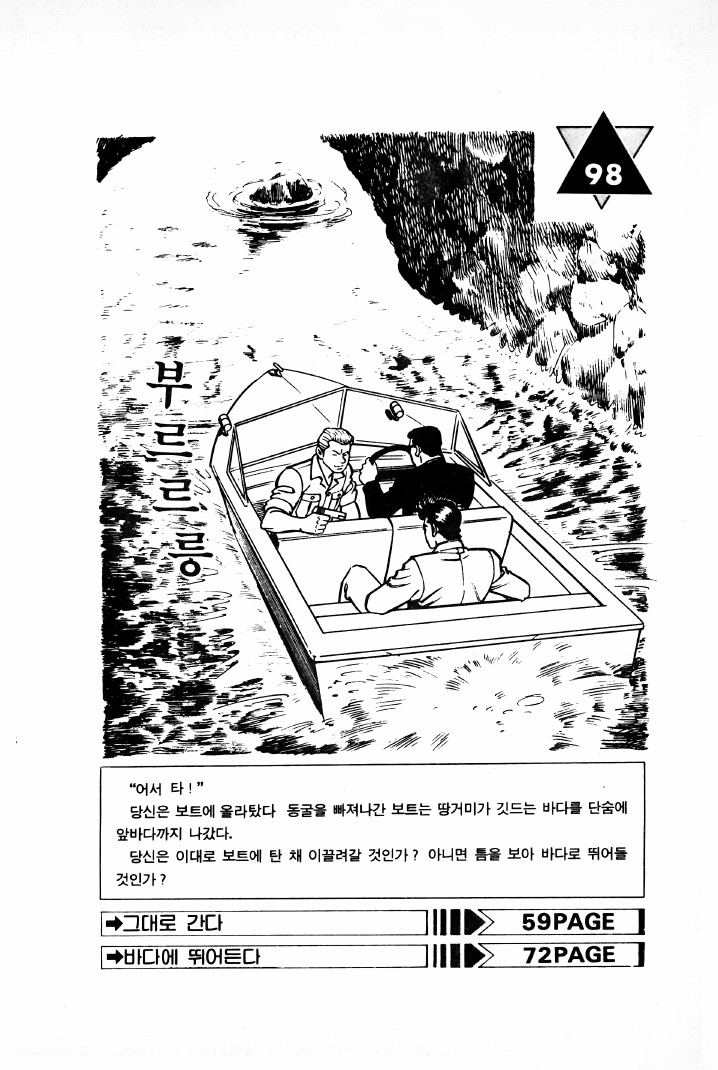 98
부르르릉
“어서 타!”
당신은 보트에 올라탔다 동굴을 빠져나간 보트는 땅거미가 깃드는 바다를 단숨에
앞바다까지 나갔다.
당신은 이대로 보트에 탄 채 이끌려갈 것인가? 아니면 틈을 보아 바다로 뛰어들
것인가?
➔그대로 간다 59PAGE
➔바다에 뛰어든다 72PAGE